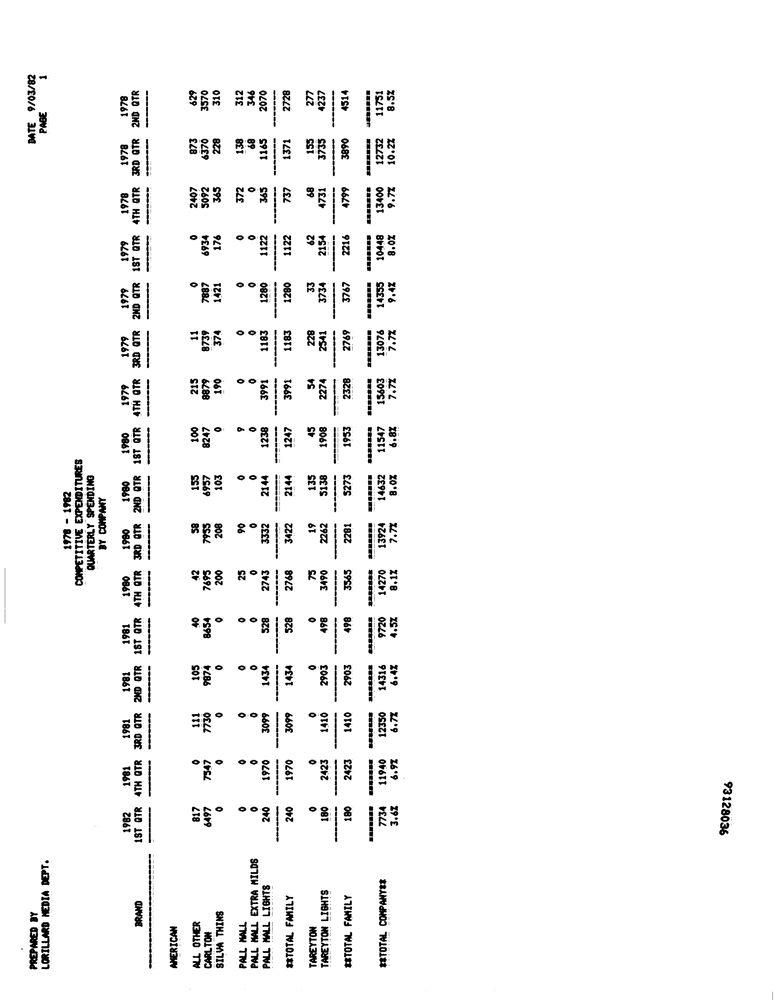 PREPARED BY
LORILLARD MEDIA DEPT.
DATE 9/03/82
PAGE 1
1978 - 1982
COMPETITIVE EXPENDITURES
QUARTERLY SPENDING
BY COMPANY
1982 1981 1981 1981 1981 1980 1980 1980 1980 1979 1979 1979 1979 1978 1978 1978
BRAND 1ST QTR 4TH QTR 3RD QTR 2ND QTR 1ST QTR 4TH QTR 3RD QTR 2ND QTR 1ST QTR 4TH QTR 3RD QTR 2ND QTR 1ST QTR 4TH QTR 3RD QTR 2ND QTR
AMERICAN
ALL OTHER 817 0 111 105 40 42 58 155 100 215 11 0 0 2407 873 629
CARLTON 6497 7547 7730 9874 8654 7695 7955 6957 8247 8879 8739 7887 6934 5092 6370 3570
SILVA THINS 0 0 0 0 0 200 208 103 0 190 374 1421 176 365 228 310
PALL MALL 0 0 0 0 0 25 90 0 9 0 0 0 0 372 138 312
PALL MALL EXTRA MILDS 0 0 0 0 0 0 0 0 0 0 0 0 0 0 68 346
PALL MALL LIGHTS 240 1970 3099 1434 528 2743 3332 2144 1238 3991 1183 1280 1122 365 1165 2070
**TOTAL FAMILY 240 1970 3099 1434 528 2768 3422 2144 1247 3991 1183 1280 1122 737 1371 2728
TAREYTON 0 0 0 0 0 75 19 135 45 54 228 33 62 68 155 277
TAREYTON LIGHTS 180 2423 1410 2903 498 3490 2262 5138 1908 2274 2541 3734 2154 4731 3735 4237
**TOTAL FAMILY 180 2423 1410 2903 498 3565 2281 5273 1953 2328 2769 3767 2216 4799 3890 4514
**TOTAL COMPANY** 7734 11940 12350 14316 9720 14270 13924 14632 11547 15603 13076 14355 10448 13400 12732 11751
3.6% 6.9% 6.7% 6.4% 4.5% 8.1% 7.7% 8.0% 6.8% 7.7% 7.7% 9.4% 8.0% 9.7% 10.2% 8.5%
93128036